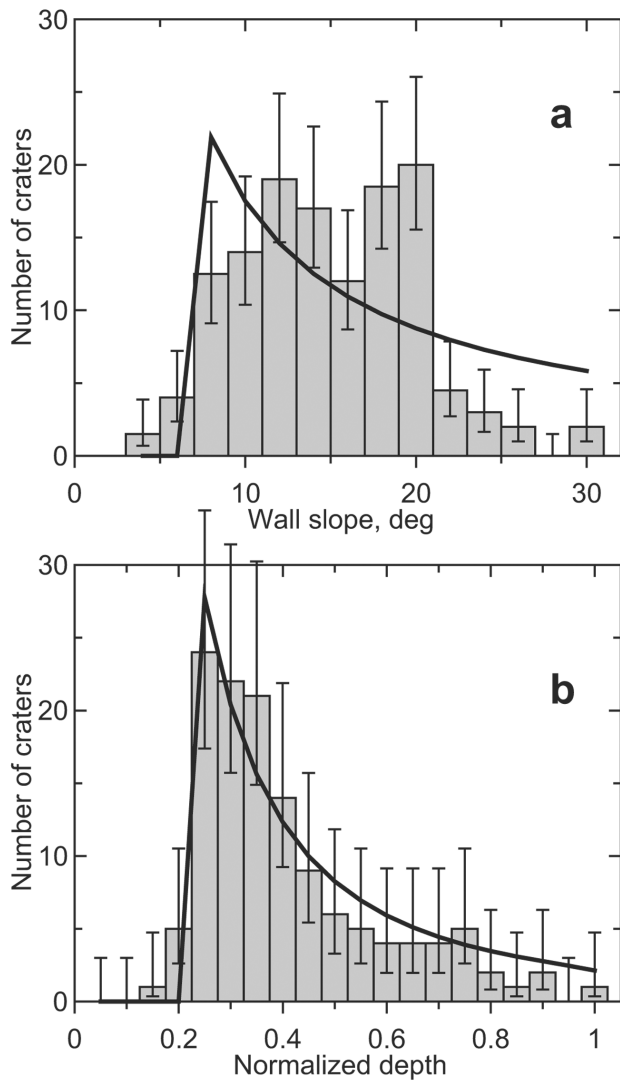 30
a
20
Number of craters
10
0
0 10 20 30
Wall slope, deg
30
b
20
Number of craters
10
0
0 0.2 0.4 0.6 0.8 1
Normalized depth